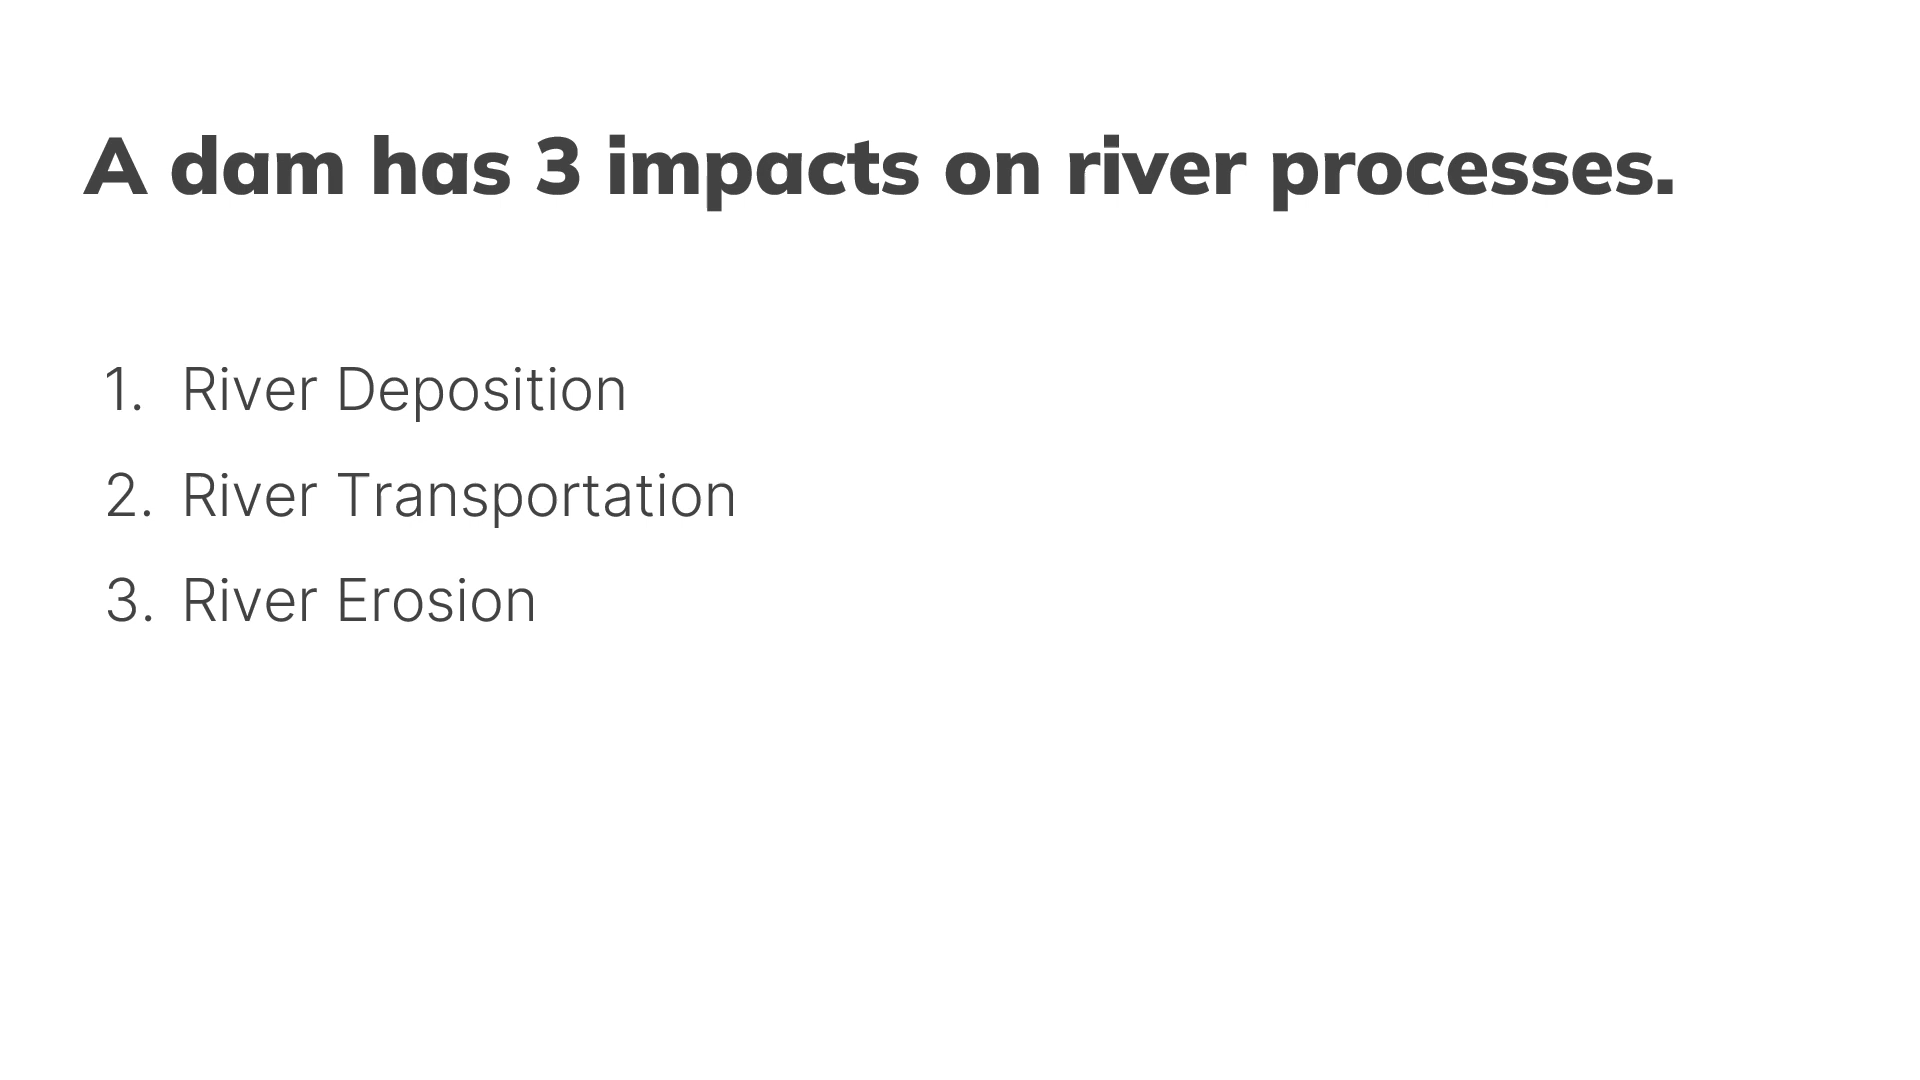 A dam has 3 impacts on river processes.
1. River Deposition
2. River Transportation
3. River Erosion